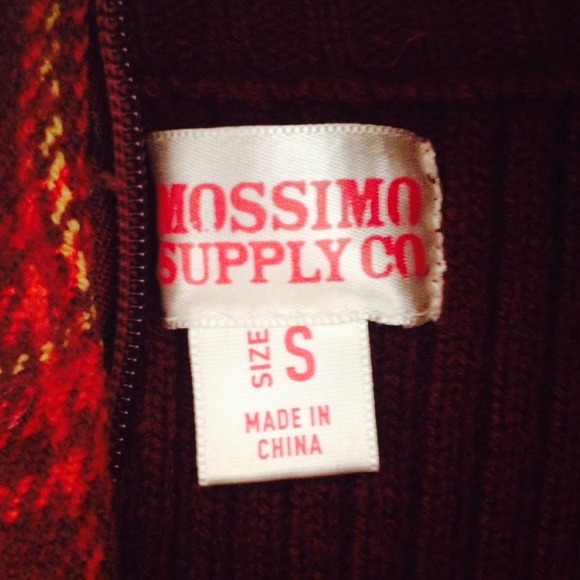 MOSSIMO
SUPPLY CO.
SIZE S
MADE IN
CHINA